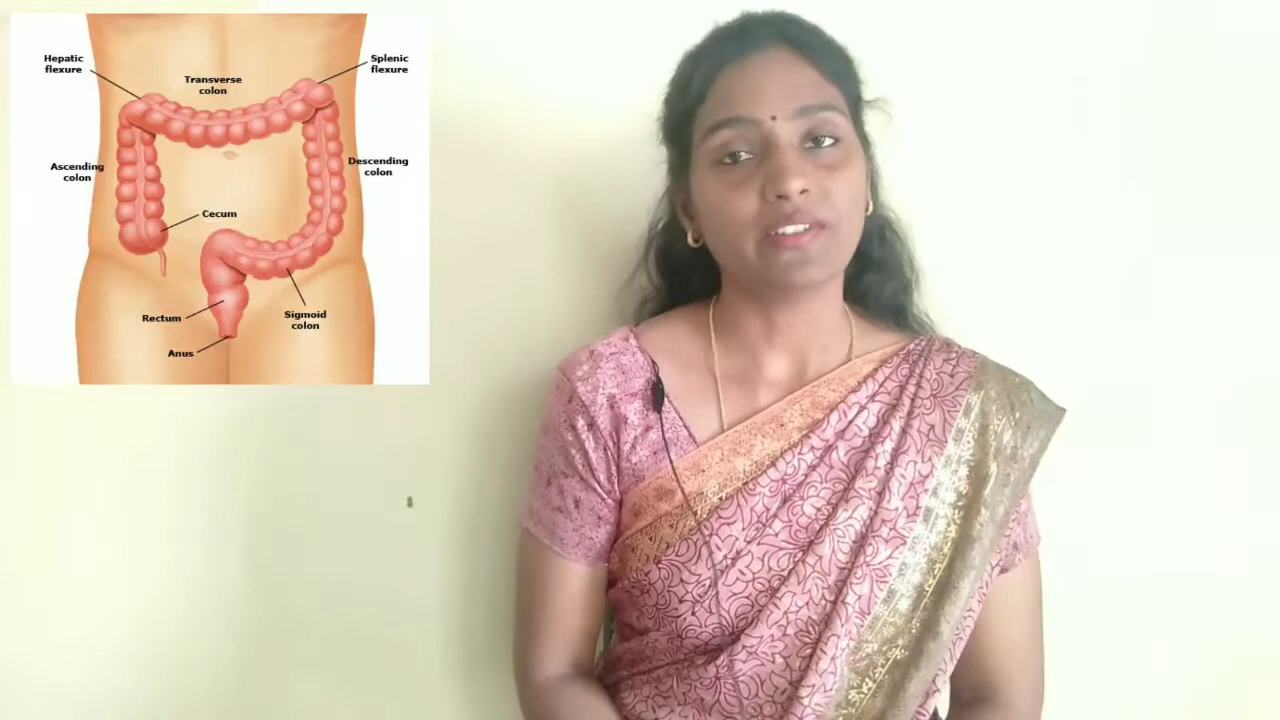 Hepatic
flexure
Splenic
flexure
Transverse
colon
Ascending
colon
Descending
colon
Cecum
Rectum
Sigmoid
colon
Anus